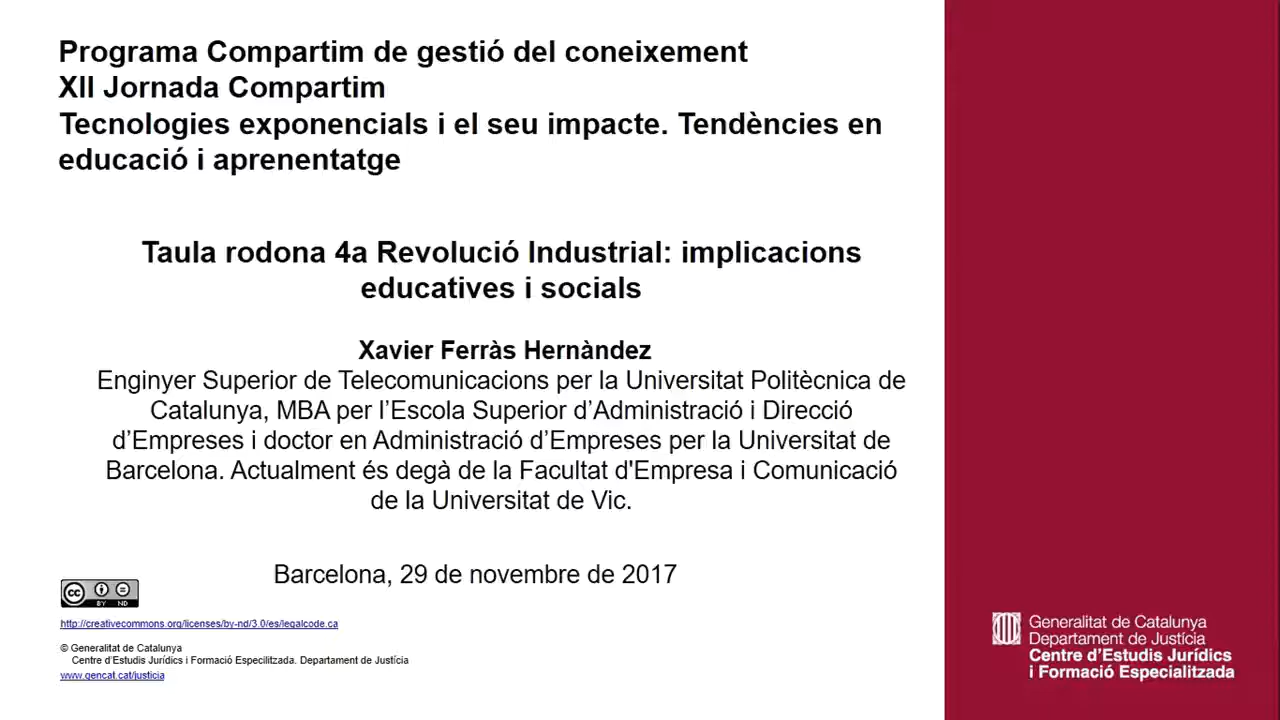 Programa Compartim de gestió del coneixement
XII Jornada Compartim
Tecnologies exponencials i el seu impacte. Tendències en
educació i aprenentatge
Taula rodona 4a Revolució Industrial: implicacions
educatives i socials
Xavier Ferràs Hernàndez
Enginyer Superior de Telecomunicacions per la Universitat Politècnica de
Catalunya, MBA per l’Escola Superior d’Administració i Direcció
d’Empreses i doctor en Administració d’Empreses per la Universitat de
Barcelona. Actualment és degà de la Facultat d'Empresa i Comunicació
de la Universitat de Vic.
Barcelona, 29 de novembre de 2017
cc BY ND
http://creativecommons.org/licenses/by-nd/3.0/es/legalcode.ca
© Generalitat de Catalunya
Centre d’Estudis Jurídics i Formació Especilitzada. Departament de Justícia
www.gencat.cat/justicia
Generalitat de Catalunya
Departament de Justícia
Centre d’Estudis Jurídics
i Formació Especialitzada